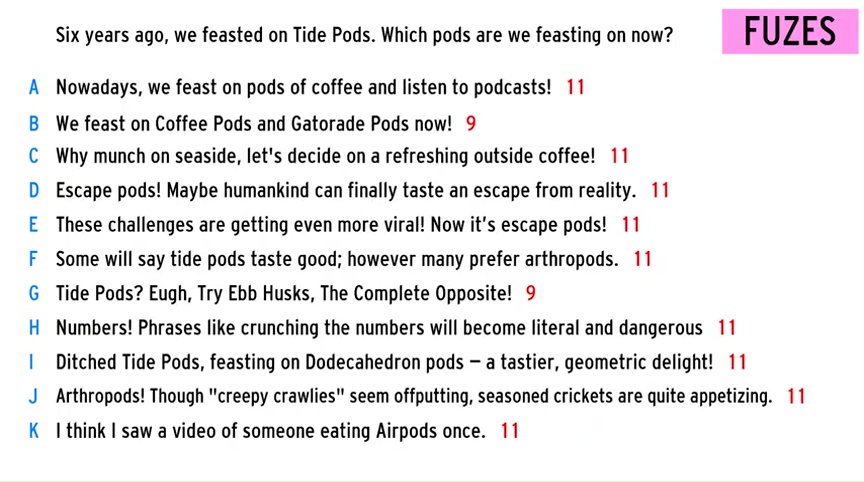 Six years ago, we feasted on Tide Pods. Which pods are we feasting on now?
FUZES
A Nowadays, we feast on pods of coffee and listen to podcasts! 11
B We feast on Coffee Pods and Gatorade Pods now! 9
C Why munch on seaside, let's decide on a refreshing outside coffee! 11
D Escape pods! Maybe humankind can finally taste an escape from reality. 11
E These challenges are getting even more viral! Now it's escape pods! 11
F Some will say tide pods taste good; however many prefer arthropods. 11
G Tide Pods? Eugh, Try Ebb Husks, The Complete Opposite! 9
H Numbers! Phrases like crunching the numbers will become literal and dangerous 11
I Ditched Tide Pods, feasting on Dodecahedron pods – a tastier, geometric delight! 11
J Arthropods! Though "creepy crawlies" seem offputting, seasoned crickets are quite appetizing. 11
K I think I saw a video of someone eating Airpods once. 11